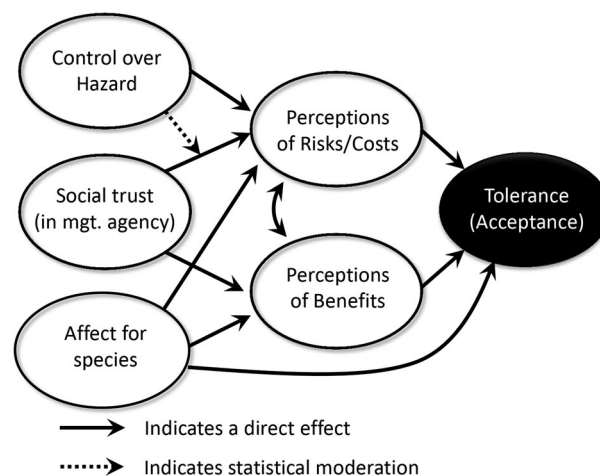 Control over
Hazard
Perceptions
of Risks/Costs
Social trust
(in mgt. agency)
Tolerance
(Acceptance)
Perceptions
of Benefits
Affect for
species
Indicates a direct effect
Indicates statistical moderation